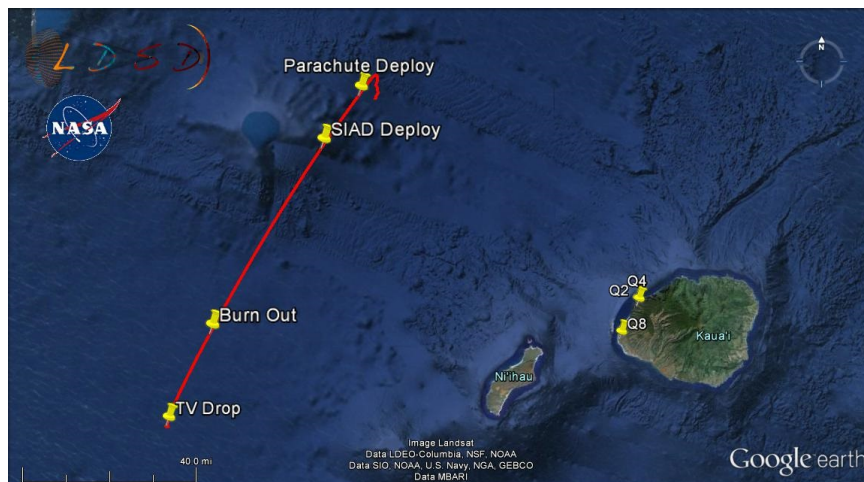 LDSD
NASA
N
Parachute Deploy
SIAD Deploy
Burn Out
TV Drop
Q4
Q2
Q8
Kaua'i
Ni'ihau
40.0 mi
Image Landsat
Data LDEO-Columbia, NSF, NOAA
Data SIO, NOAA, U.S. Navy, NGA, GEBCO
Data MBARI
Google earth